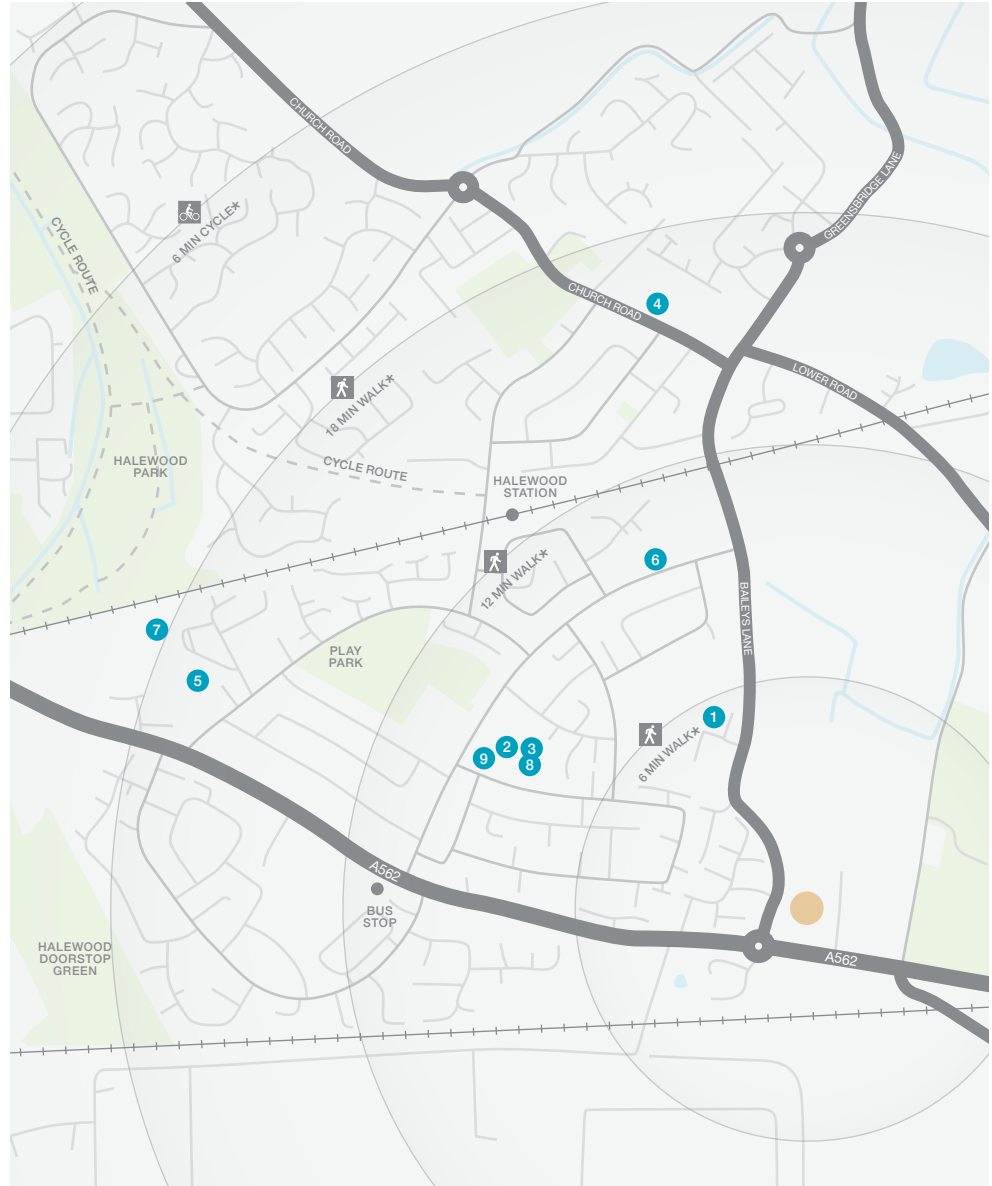 CHURCH ROAD
GREENSBRIDGE LANE
6 MIN CYCLE*
CYCLE ROUTE
CHURCH ROAD
4
LOWER ROAD
18 MIN WALK*
HALEWOOD
PARK
CYCLE ROUTE
HALEWOOD
STATION
12 MIN WALK*
6
BAILEYS LANE
7
5
PLAY
PARK
1
6 MIN WALK*
2
3
9
8
A562
BUS
STOP
HALEWOOD
DOORSTOP
GREEN
A562